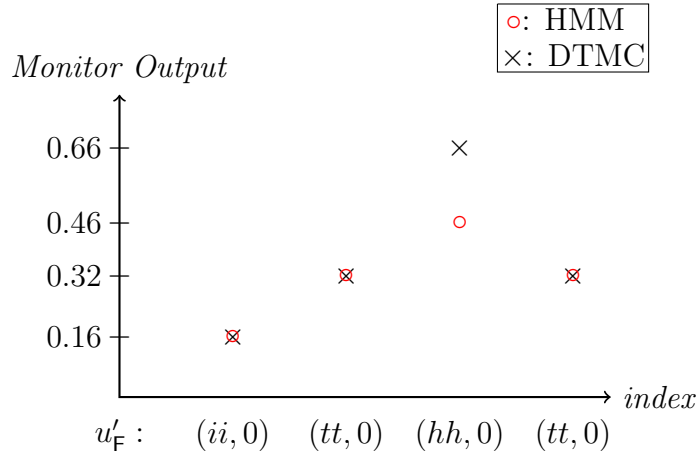 ○: HMM
×: DTMC
Monitor Output
0.66
0.46
0.32
0.16
index
u′F : (ii, 0) (tt, 0) (hh, 0) (tt, 0)